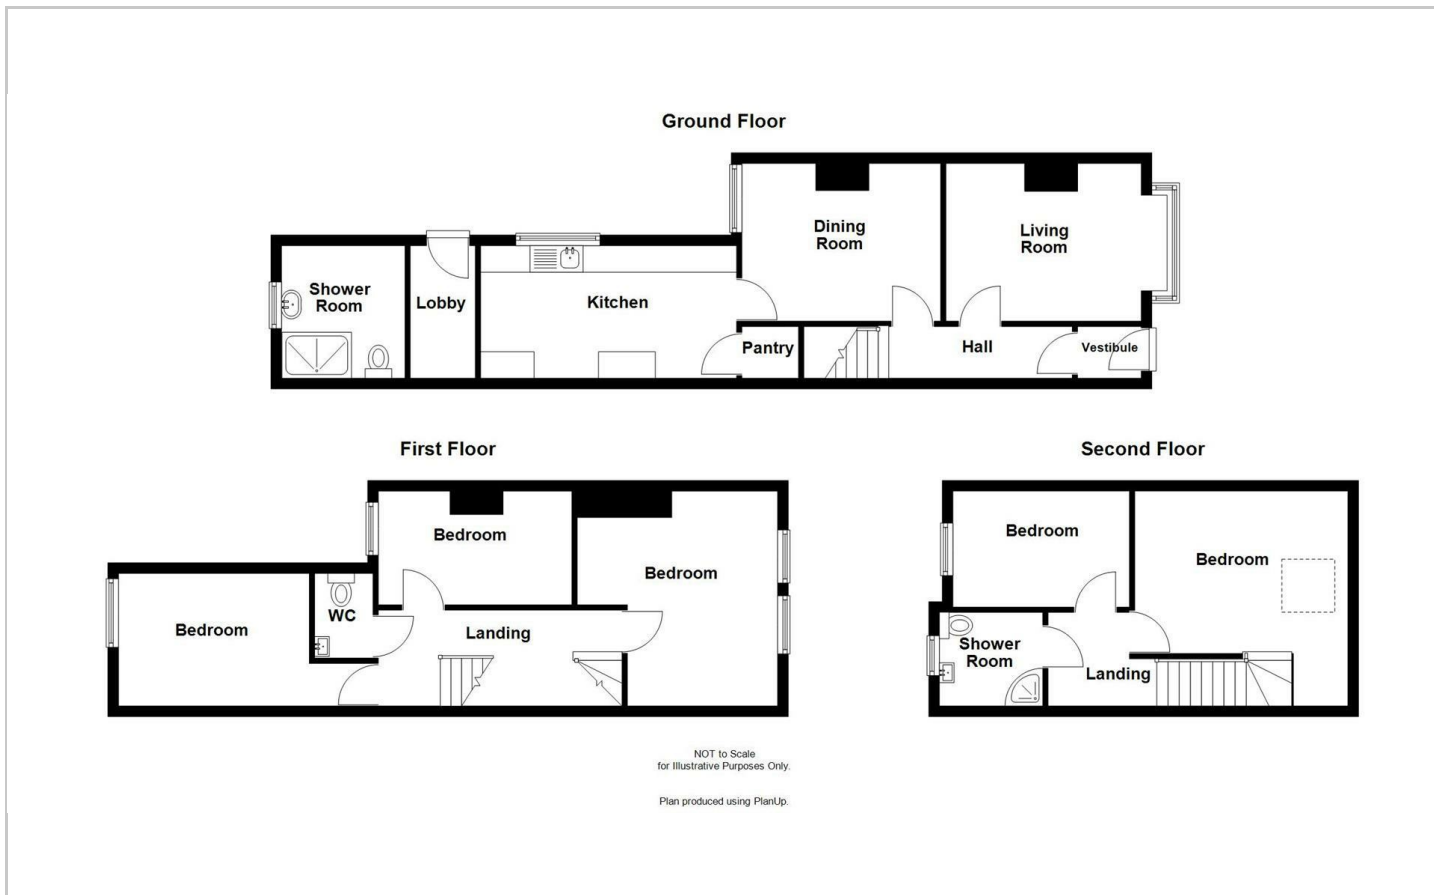 Ground Floor
Dining
Room
Living
Room
Shower
Room
Lobby
Kitchen
Pantry
Hall
Vestibule
First Floor
Bedroom
Bedroom
Bedroom
WC
Landing
Second Floor
Bedroom
Bedroom
Shower
Room
Landing
NOT to Scale
for Illustrative Purposes Only.
Plan produced using PlanUp.